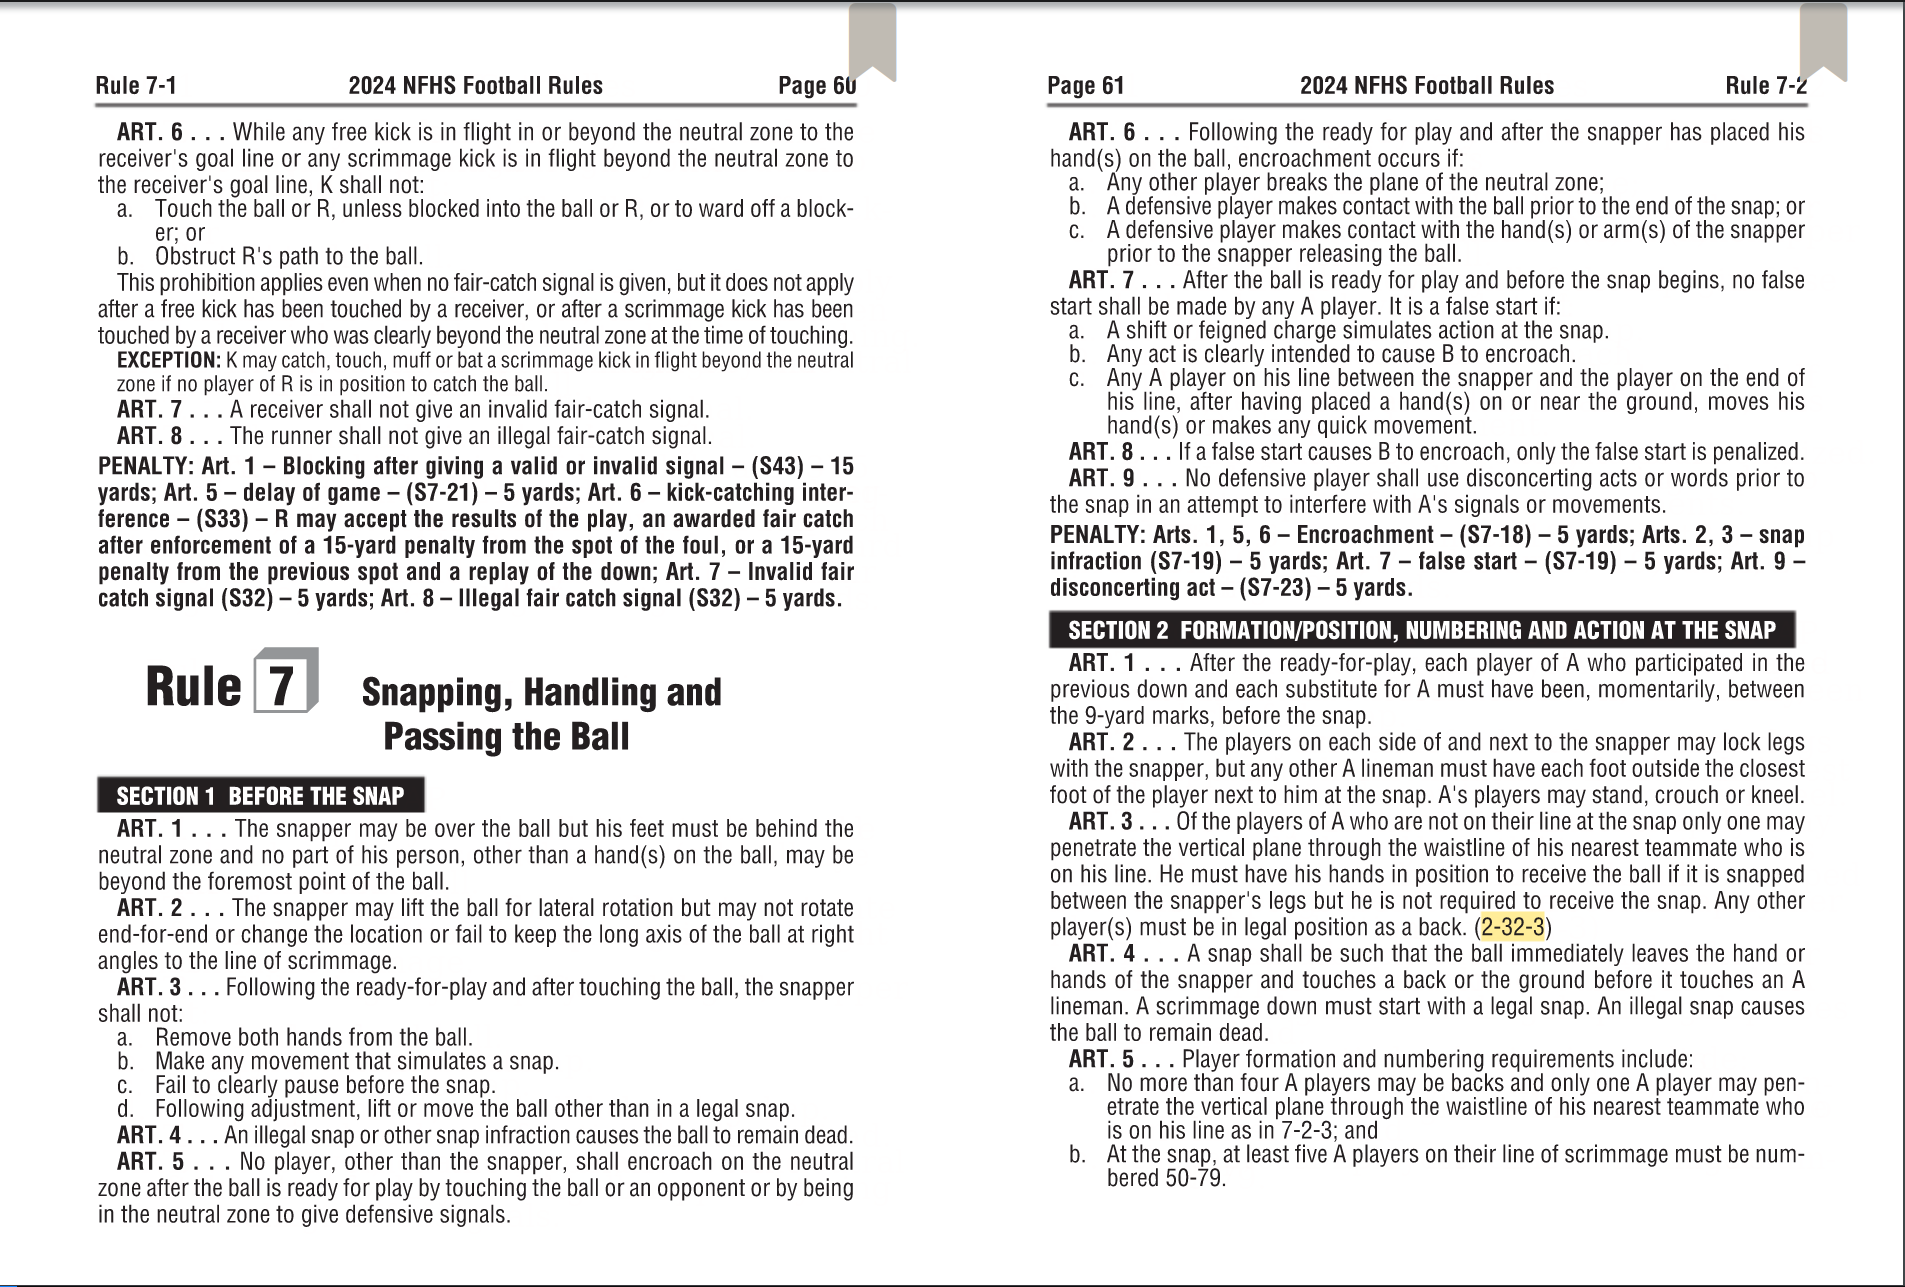 Rule 7-1 2024 NFHS Football Rules Page 60
ART. 6 . . . While any free kick is in flight in or beyond the neutral zone to the
receiver's goal line or any scrimmage kick is in flight beyond the neutral zone to
the receiver's goal line, K shall not:
a. Touch the ball or R, unless blocked into the ball or R, or to ward off a block-
er; or
b. Obstruct R's path to the ball.
This prohibition applies even when no fair-catch signal is given, but it does not apply
after a free kick has been touched by a receiver, or after a scrimmage kick has been
touched by a receiver who was clearly beyond the neutral zone at the time of touching.
EXCEPTION: K may catch, touch, muff or bat a scrimmage kick in flight beyond the neutral
zone if no player of R is in position to catch the ball.
ART. 7 . . . A receiver shall not give an invalid fair-catch signal.
ART. 8 . . . The runner shall not give an illegal fair-catch signal.
PENALTY: Art. 1 – Blocking after giving a valid or invalid signal – (S43) – 15
yards; Art. 5 – delay of game – (S7-21) – 5 yards; Art. 6 – kick-catching inter-
ference – (S33) – R may accept the results of the play, an awarded fair catch
after enforcement of a 15-yard penalty from the spot of the foul, or a 15-yard
penalty from the previous spot and a replay of the down; Art. 7 – Invalid fair
catch signal (S32) – 5 yards; Art. 8 – Illegal fair catch signal (S32) – 5 yards.
Rule 7 Snapping, Handling and
Passing the Ball
SECTION 1 BEFORE THE SNAP
ART. 1 . . . The snapper may be over the ball but his feet must be behind the
neutral zone and no part of his person, other than a hand(s) on the ball, may be
beyond the foremost point of the ball.
ART. 2 . . . The snapper may lift the ball for lateral rotation but may not rotate
end-for-end or change the location or fail to keep the long axis of the ball at right
angles to the line of scrimmage.
ART. 3 . . . Following the ready-for-play and after touching the ball, the snapper
shall not:
a. Remove both hands from the ball.
b. Make any movement that simulates a snap.
c. Fail to clearly pause before the snap.
d. Following adjustment, lift or move the ball other than in a legal snap.
ART. 4 . . . An illegal snap or other snap infraction causes the ball to remain dead.
ART. 5 . . . No player, other than the snapper, shall encroach on the neutral
zone after the ball is ready for play by touching the ball or an opponent or by being
in the neutral zone to give defensive signals.
Page 61 2024 NFHS Football Rules Rule 7-2
ART. 6 . . . Following the ready for play and after the snapper has placed his
hand(s) on the ball, encroachment occurs if:
a. Any other player breaks the plane of the neutral zone;
b. A defensive player makes contact with the ball prior to the end of the snap; or
c. A defensive player makes contact with the hand(s) or arm(s) of the snapper
prior to the snapper releasing the ball.
ART. 7 . . . After the ball is ready for play and before the snap begins, no false
start shall be made by any A player. It is a false start if:
a. A shift or feigned charge simulates action at the snap.
b. Any act is clearly intended to cause B to encroach.
c. Any A player on his line between the snapper and the player on the end of
his line, after having placed a hand(s) on or near the ground, moves his
hand(s) or makes any quick movement.
ART. 8 . . . If a false start causes B to encroach, only the false start is penalized.
ART. 9 . . . No defensive player shall use disconcerting acts or words prior to
the snap in an attempt to interfere with A's signals or movements.
PENALTY: Arts. 1, 5, 6 – Encroachment – (S7-18) – 5 yards; Arts. 2, 3 – snap
infraction (S7-19) – 5 yards; Art. 7 – false start – (S7-19) – 5 yards; Art. 9 –
disconcerting act – (S7-23) – 5 yards.
SECTION 2 FORMATION/POSITION, NUMBERING AND ACTION AT THE SNAP
ART. 1 . . . After the ready-for-play, each player of A who participated in the
previous down and each substitute for A must have been, momentarily, between
the 9-yard marks, before the snap.
ART. 2 . . . The players on each side of and next to the snapper may lock legs
with the snapper, but any other A lineman must have each foot outside the closest
foot of the player next to him at the snap. A's players may stand, crouch or kneel.
ART. 3 . . . Of the players of A who are not on their line at the snap only one may
penetrate the vertical plane through the waistline of his nearest teammate who is
on his line. He must have his hands in position to receive the ball if it is snapped
between the snapper's legs but he is not required to receive the snap. Any other
player(s) must be in legal position as a back. (2-32-3)
ART. 4 . . . A snap shall be such that the ball immediately leaves the hand or
hands of the snapper and touches a back or the ground before it touches an A
lineman. A scrimmage down must start with a legal snap. An illegal snap causes
the ball to remain dead.
ART. 5 . . . Player formation and numbering requirements include:
a. No more than four A players may be backs and only one A player may pen-
etrate the vertical plane through the waistline of his nearest teammate who
is on his line as in 7-2-3; and
b. At the snap, at least five A players on their line of scrimmage must be num-
bered 50-79.